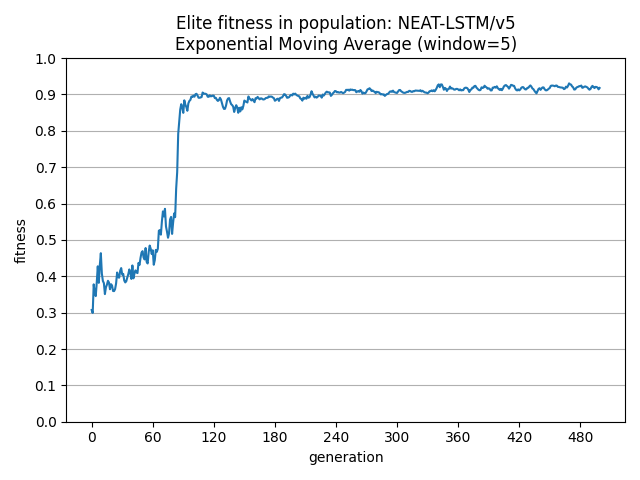 Elite fitness in population: NEAT-LSTM/v5
Exponential Moving Average (window=5)
1.0
0.9
0.8
0.7
0.6
0.5
0.4
0.3
0.2
0.1
0.0
fitness
0 60 120 180 240 300 360 420 480
generation